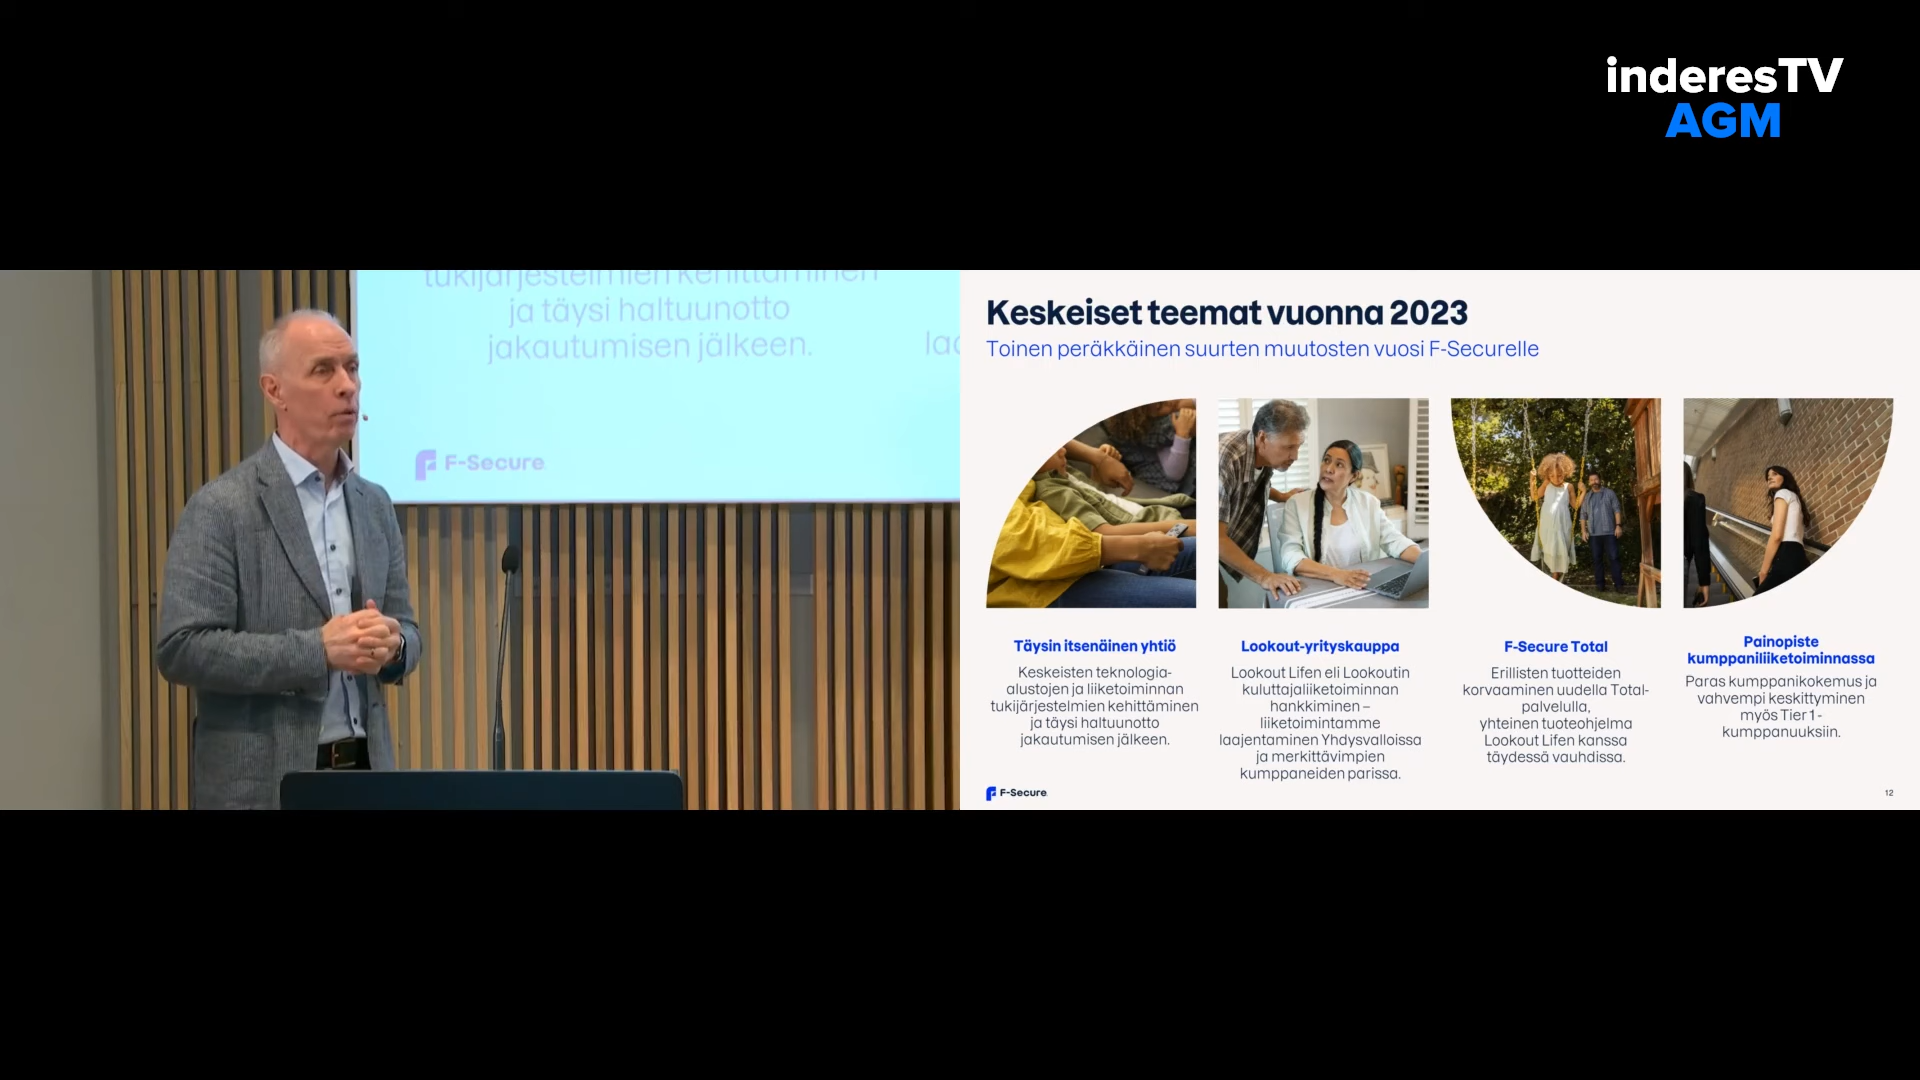 inderesTV
AGM
tukijärjestelmien kehittäminen
ja täysi haltuunotto
jakautumisen jälkeen.
F-Secure
Keskeiset teemat vuonna 2023
Toinen peräkkäinen suurten muutosten vuosi F-Securelle
Täysin itsenäinen yhtiö
Keskeisten teknologia-
alustojen ja liiketoiminnan
tukijärjestelmien kehittäminen
ja täysi haltuunotto
jakautumisen jälkeen.
Lookout-yrityskauppa
Lookout Lifen eli Lookoutin
kuluttajaliiketoiminnan
hankkiminen –
liiketoimintamme
laajentaminen Yhdysvalloissa
ja merkittävimpien
kumppaneiden parissa.
F-Secure Total
Erillisten tuotteiden
korvaaminen uudella Total-
palvelulla,
yhteinen tuoteohjelma
Lookout Lifen kanssa
täydessä vauhdissa.
Painopiste
kumppaniliiketoiminnassa
Paras kumppanikokemus ja
vahvempi keskittyminen
myös Tier 1 -
kumppanuuksiin.
F-Secure
12